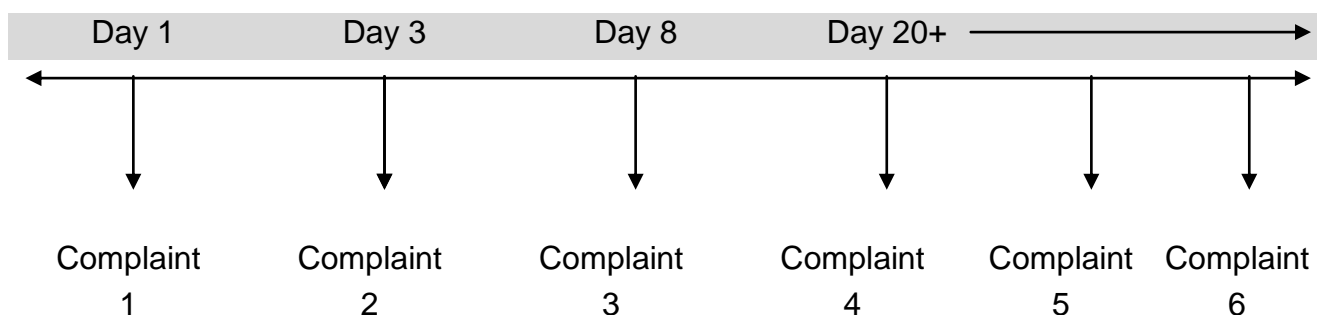 Day 1 Day 3 Day 8 Day 20+
Complaint Complaint Complaint Complaint Complaint Complaint
1 2 3 4 5 6